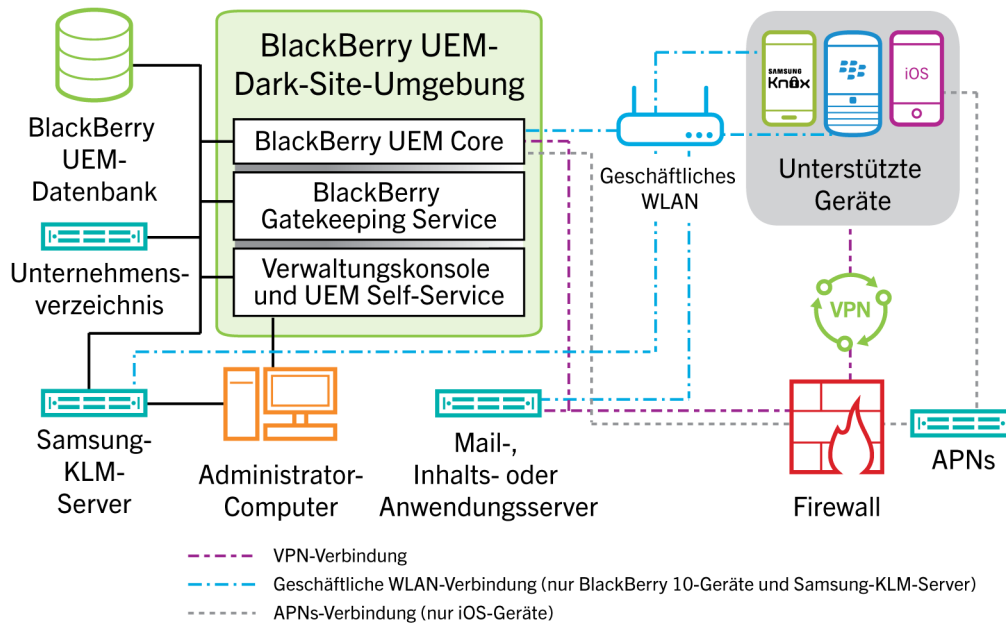 BlackBerry UEM-
Dark-Site-Umgebung
BlackBerry UEM Core
BlackBerry
Gatekeeping Service
Verwaltungskonsole
und UEM Self-Service
BlackBerry
UEM-
Datenbank
Unternehmens-
verzeichnis
Samsung-
KLM-
Server
Administrator-
Computer
Mail-,
Inhalts- oder
Anwendungsserver
Geschäftliches
WLAN
SAMSUNG
Knox
iOS
Unterstützte
Geräte
VPN
Firewall
APNs
VPN-Verbindung
Geschäftliche WLAN-Verbindung (nur BlackBerry 10-Geräte und Samsung-KLM-Server)
APNs-Verbindung (nur iOS-Geräte)